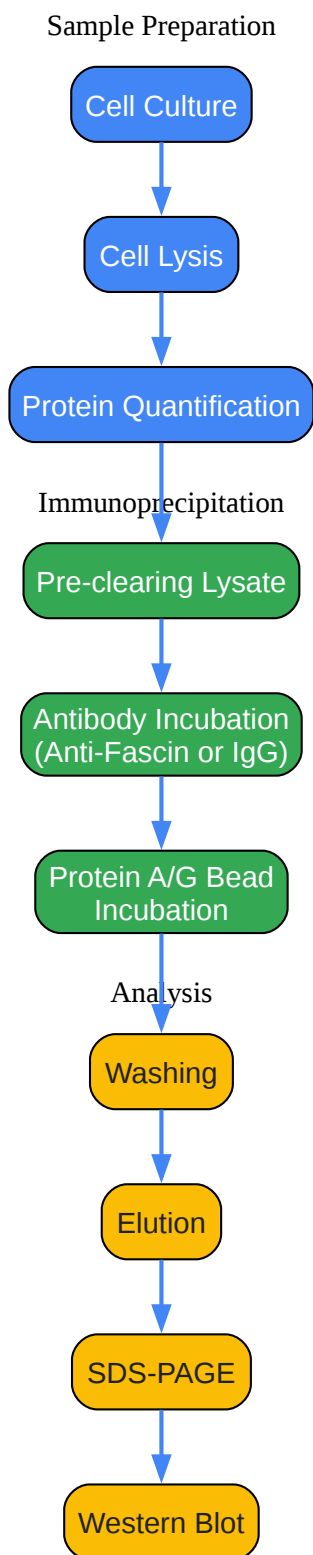 Sample Preparation
Cell Culture
Cell Lysis
Protein Quantification
Immunoprecipitation
Pre-clearing Lysate
Antibody Incubation
(Anti-Fascin or IgG)
Protein A/G Bead
Incubation
Analysis
Washing
Elution
SDS-PAGE
Western Blot